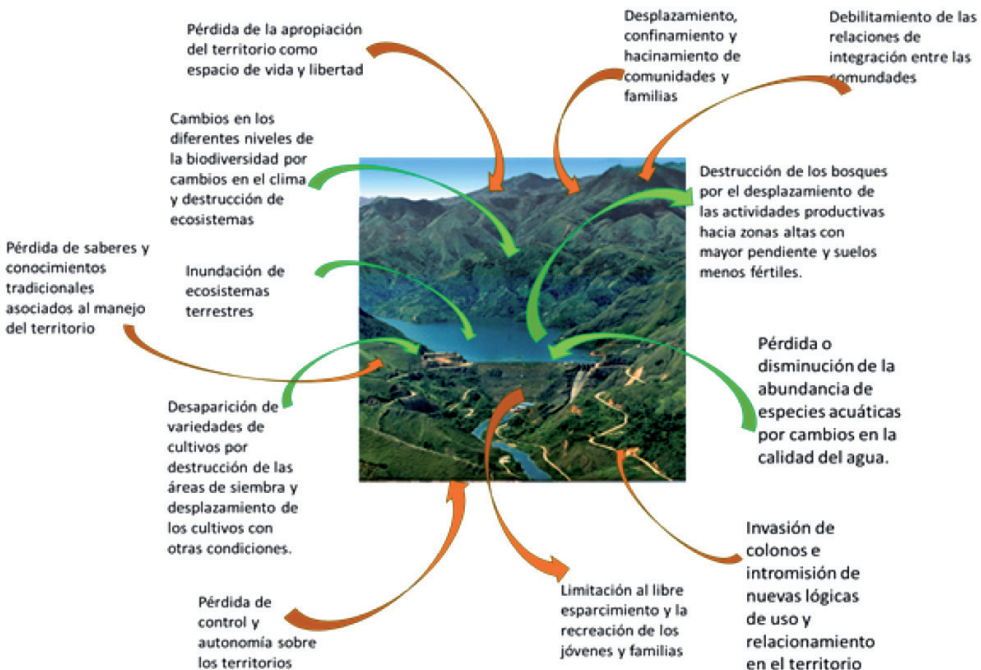 Pérdida de la apropiación
del territorio como
espacio de vida y libertad
Desplazamiento,
confinamiento y
hacinamiento de
comunidades y
familias
Debilitamiento de las
relaciones de
integración entre las
comundades
Cambios en los
diferentes niveles de
la biodiversidad por
cambios en el clima
y destrucción de
ecosistemas
Destrucción de los bosques
por el desplazamiento de
las actividades productivas
hacia zonas altas con
mayor pendiente y suelos
menos fértiles.
Pérdida de saberes y
conocimientos
tradicionales
asociados al manejo
del territorio
Inundación de
ecosistemas
terrestres
Pérdida o
disminución de la
abundancia de
especies acuáticas
por cambios en la
calidad del agua.
Desaparición de
variedades de
cultivos por
destrucción de las
áreas de siembra y
desplazamiento de
los cultivos con
otras condiciones.
Invasión de
colonos e
intromisión de
nuevas lógicas
de uso y
relacionamiento
en el territorio
Pérdida de
control y
autonomía sobre
los territorios
Limitación al libre
esparcimiento y la
recreación de los
jóvenes y familias